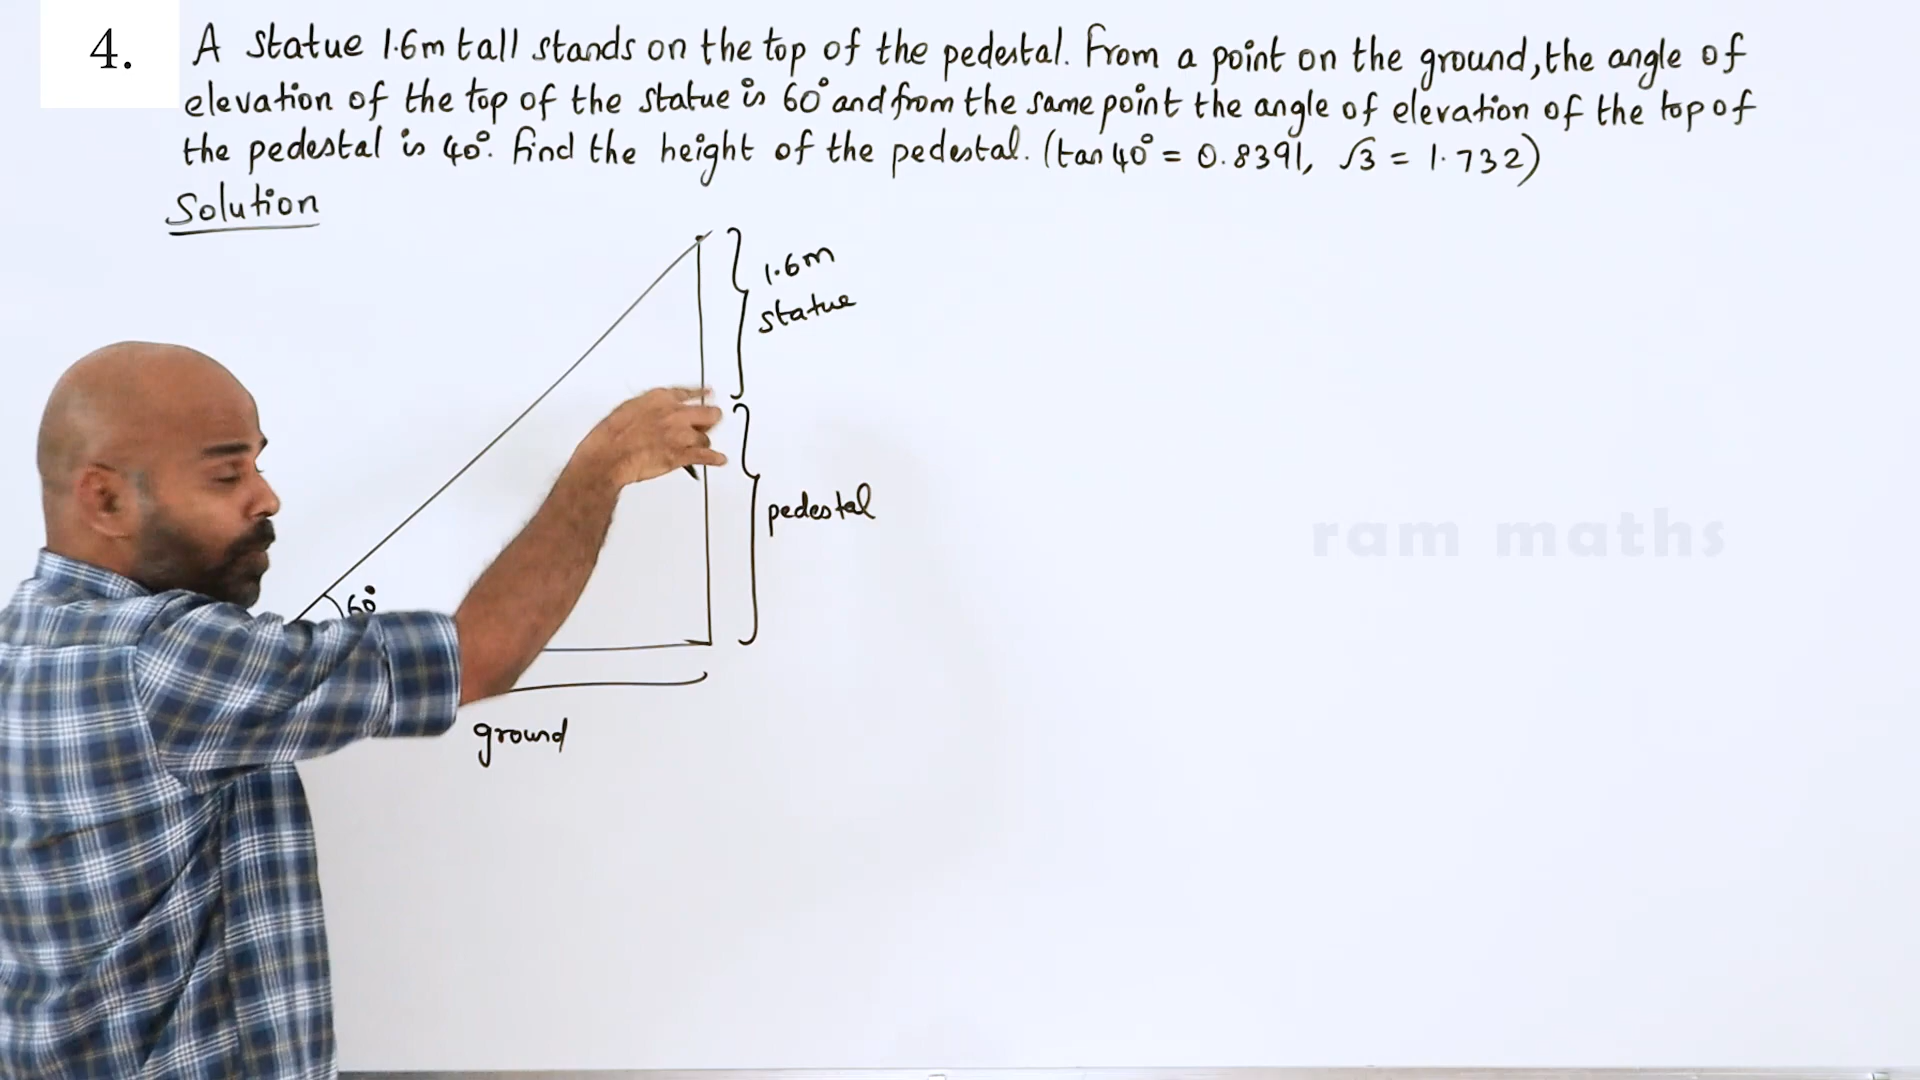 4.
A statue 1.6m tall stands on the top of the pedestal. From a point on the ground, the angle of
elevation of the top of the statue is 60° and from the same point the angle of elevation of the top of
the pedestal is 40°. Find the height of the pedestal. (tan 40° = 0.8391, √3 = 1.732)
Solution
1.6m
statue
pedestal
60°
ground
ram maths